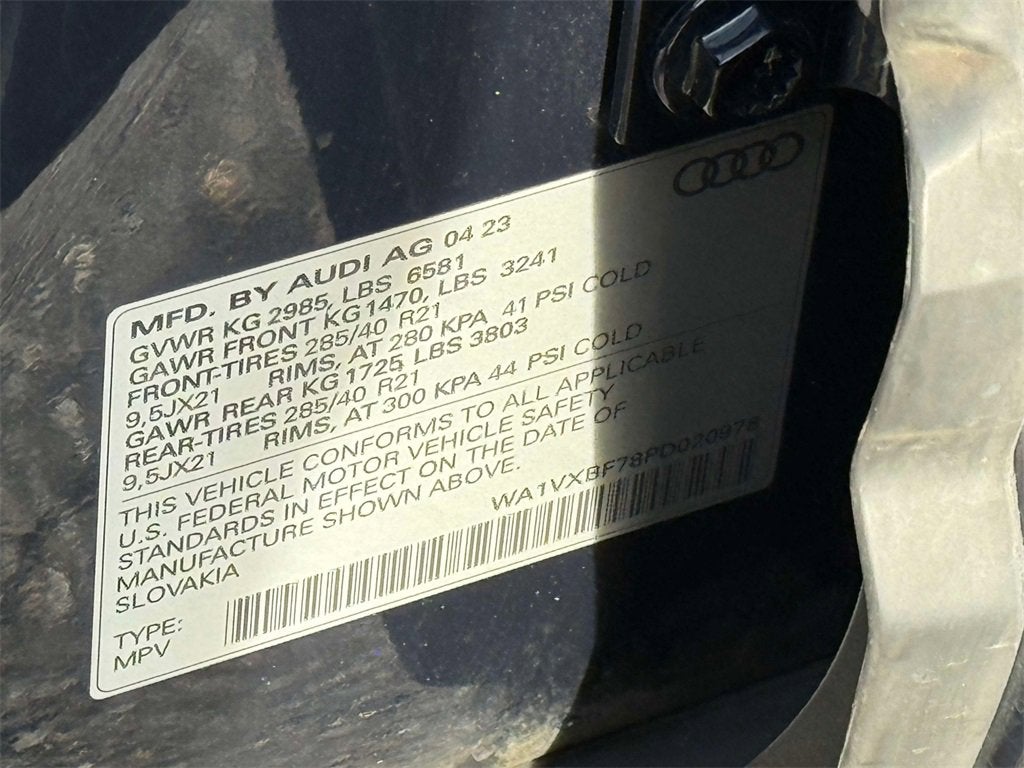 MFD. BY AUDI AG 04 23
GVWR KG 2985, LBS 6581
GAWR FRONT KG1470, LBS 3241
FRONT-TIRES 285/40 R21
9,5JX21 RIMS, AT 280 KPA 41 PSI COLD
GAWR REAR KG 1725, LBS 3803
REAR-TIRES 285/40 R21
9,5JX21 RIMS, AT 300 KPA 44 PSI COLD
THIS VEHICLE CONFORMS TO ALL APPLICABLE
U.S. FEDERAL MOTOR VEHICLE SAFETY
STANDARDS IN EFFECT ON THE DATE OF
MANUFACTURE SHOWN ABOVE.
SLOVAKIA
WA1VXBF78PD020978
TYPE:
MPV